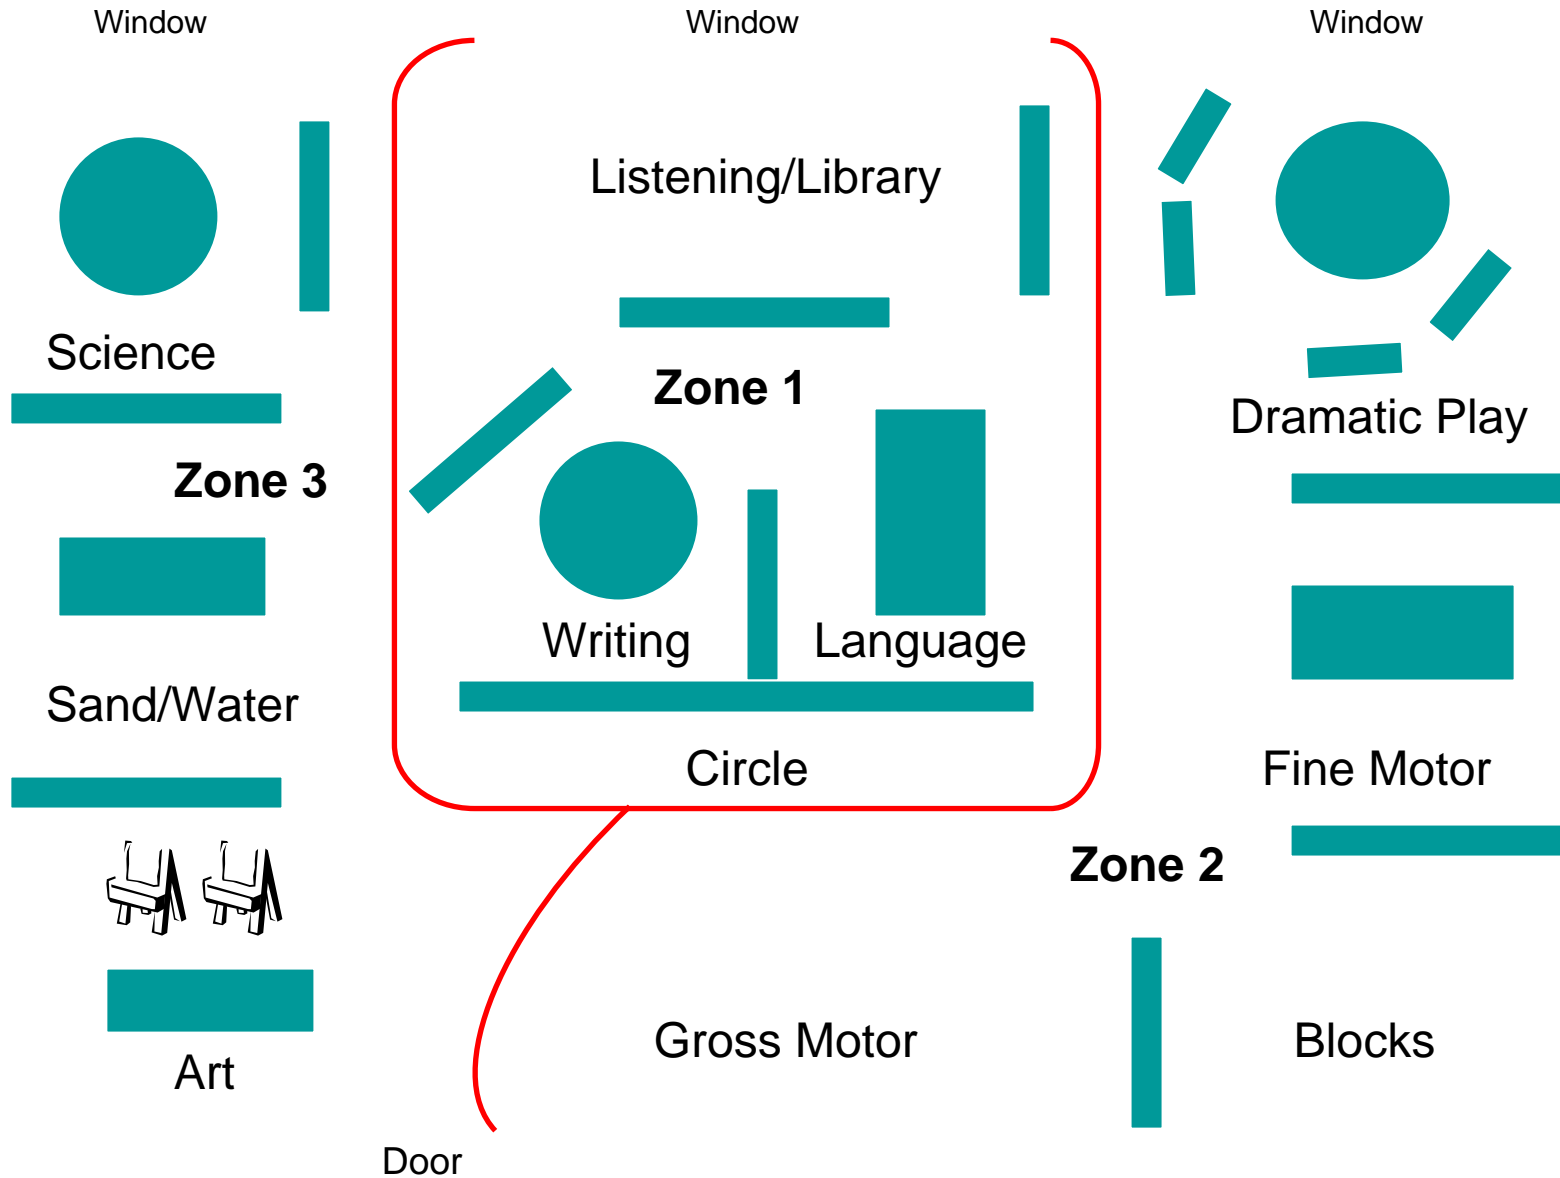 Window
Window
Window
Listening/Library
Science
Zone 1
Dramatic Play
Zone 3
Writing
Language
Sand/Water
Circle
Fine Motor
Zone 2
Gross Motor
Blocks
Art
Door